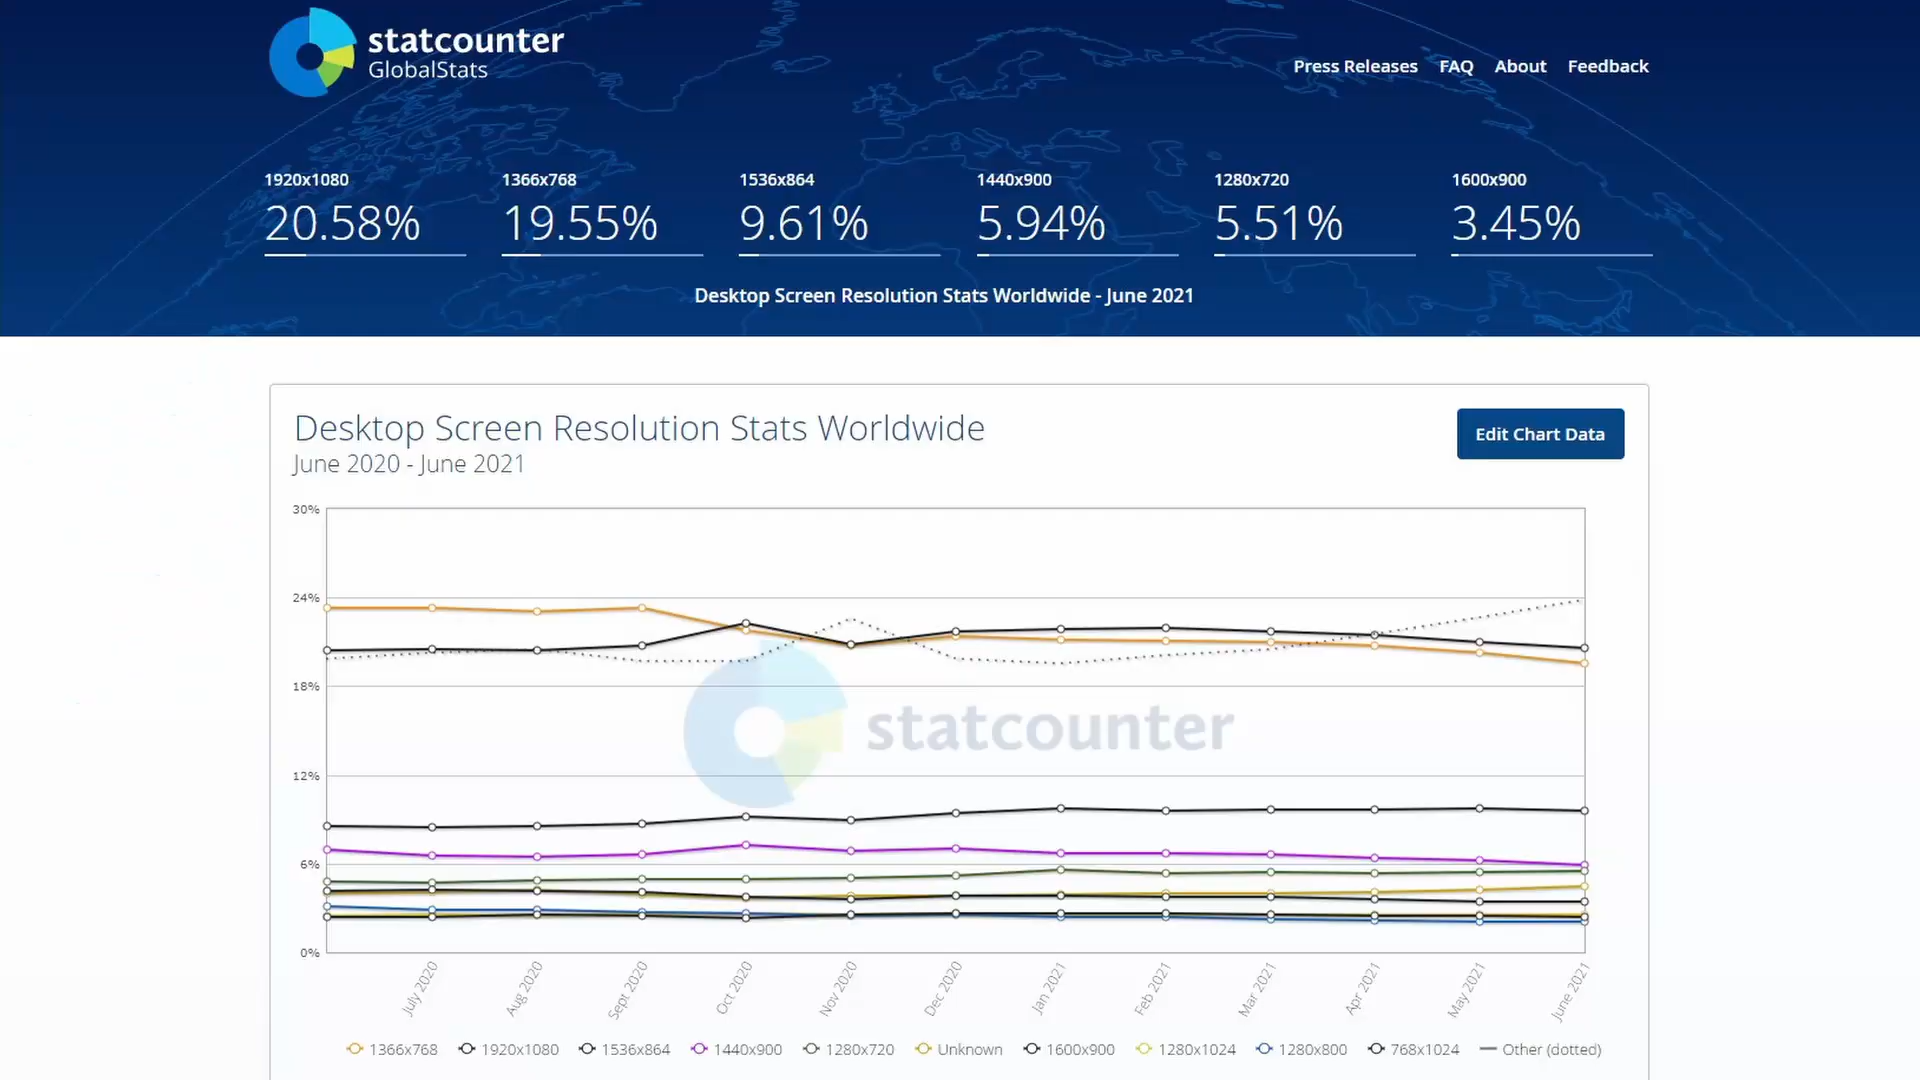 statcounter
GlobalStats
Press Releases FAQ About Feedback
1920x1080 1366x768 1536x864 1440x900 1280x720 1600x900
20.58% 19.55% 9.61% 5.94% 5.51% 3.45%
Desktop Screen Resolution Stats Worldwide - June 2021
Desktop Screen Resolution Stats Worldwide
June 2020 - June 2021
Edit Chart Data
30%
24%
18%
statcounter
12%
6%
0%
July 2020 Aug 2020 Sept 2020 Oct 2020 Nov 2020 Dec 2020 Jan 2021 Feb 2021 Mar 2021 Apr 2021 May 2021 June 2021
1366x768 1920x1080 1536x864 1440x900 1280x720 Unknown 1600x900 1280x1024 1280x800 768x1024 Other (dotted)